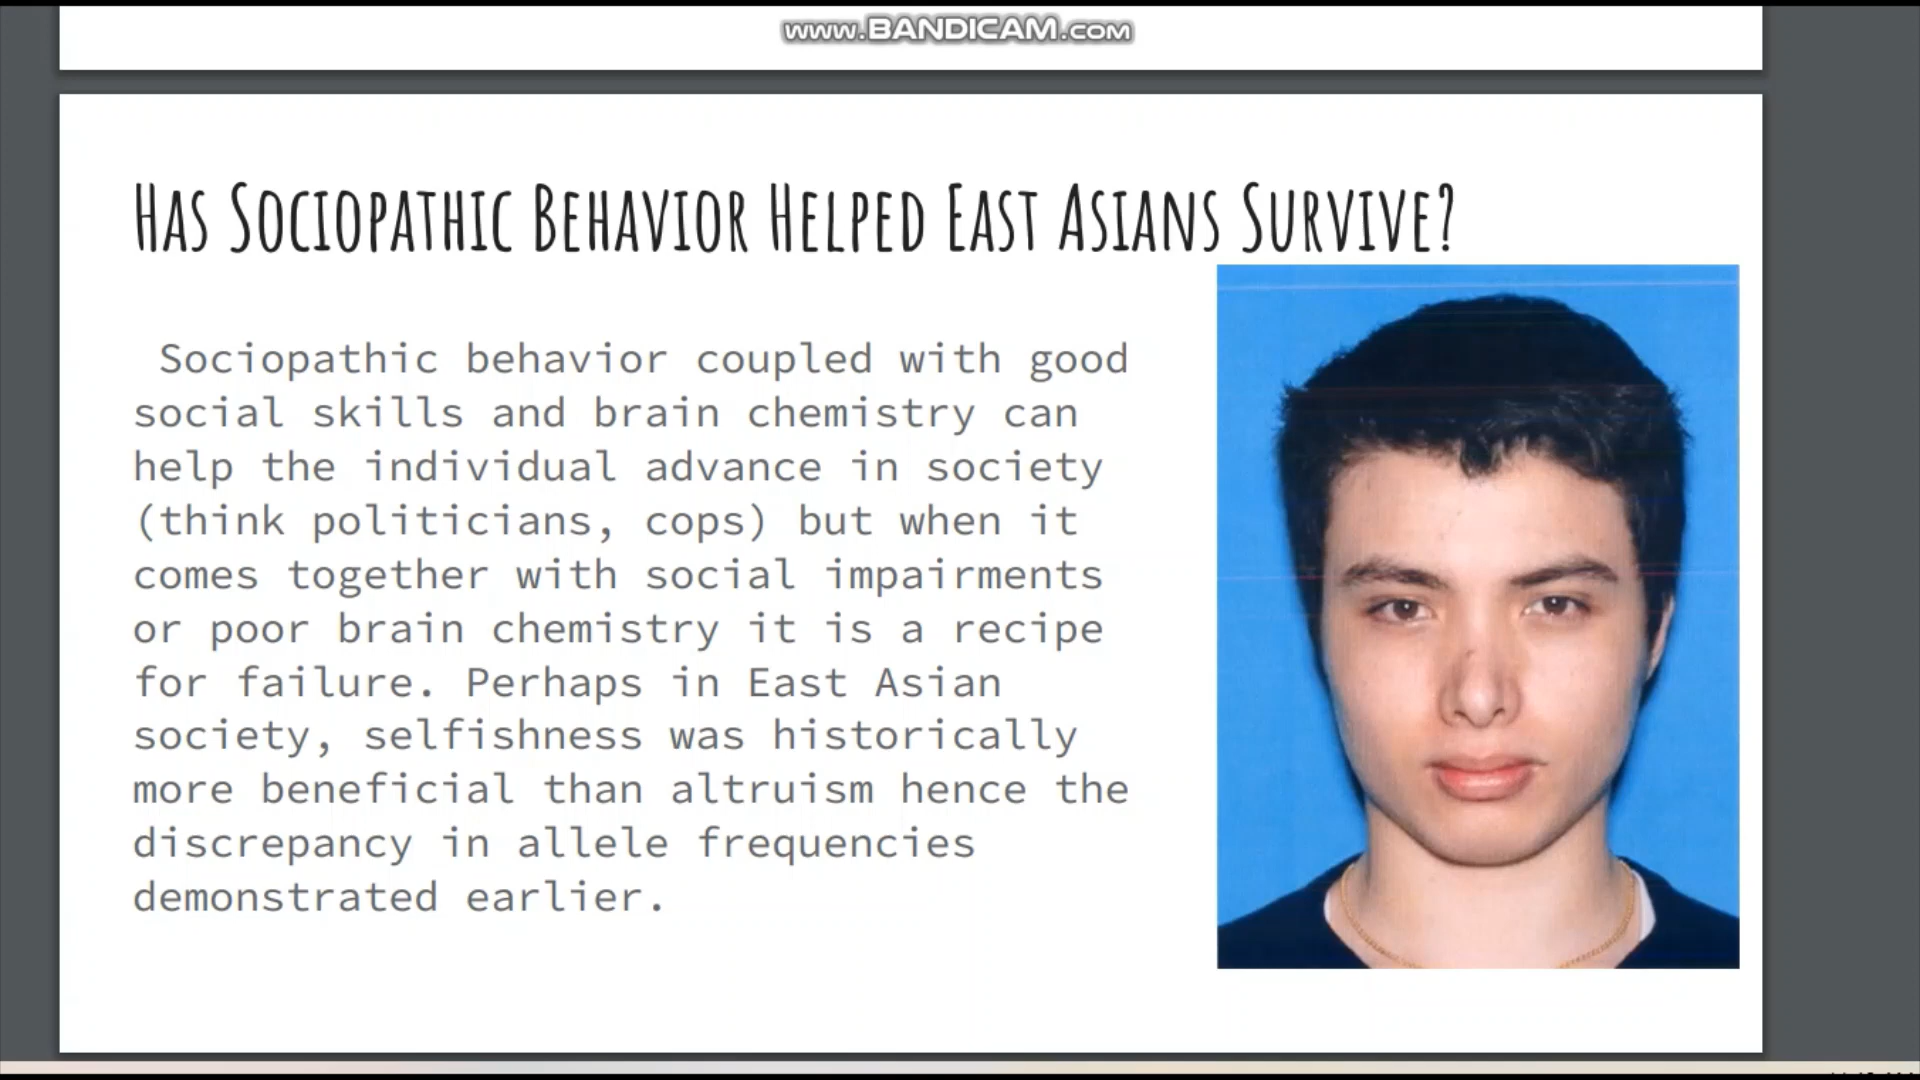 www.BANDICAM.com
Has Sociopathic Behavior Helped East Asians Survive?
Sociopathic behavior coupled with good
social skills and brain chemistry can
help the individual advance in society
(think politicians, cops) but when it
comes together with social impairments
or poor brain chemistry it is a recipe
for failure. Perhaps in East Asian
society, selfishness was historically
more beneficial than altruism hence the
discrepancy in allele frequencies
demonstrated earlier.